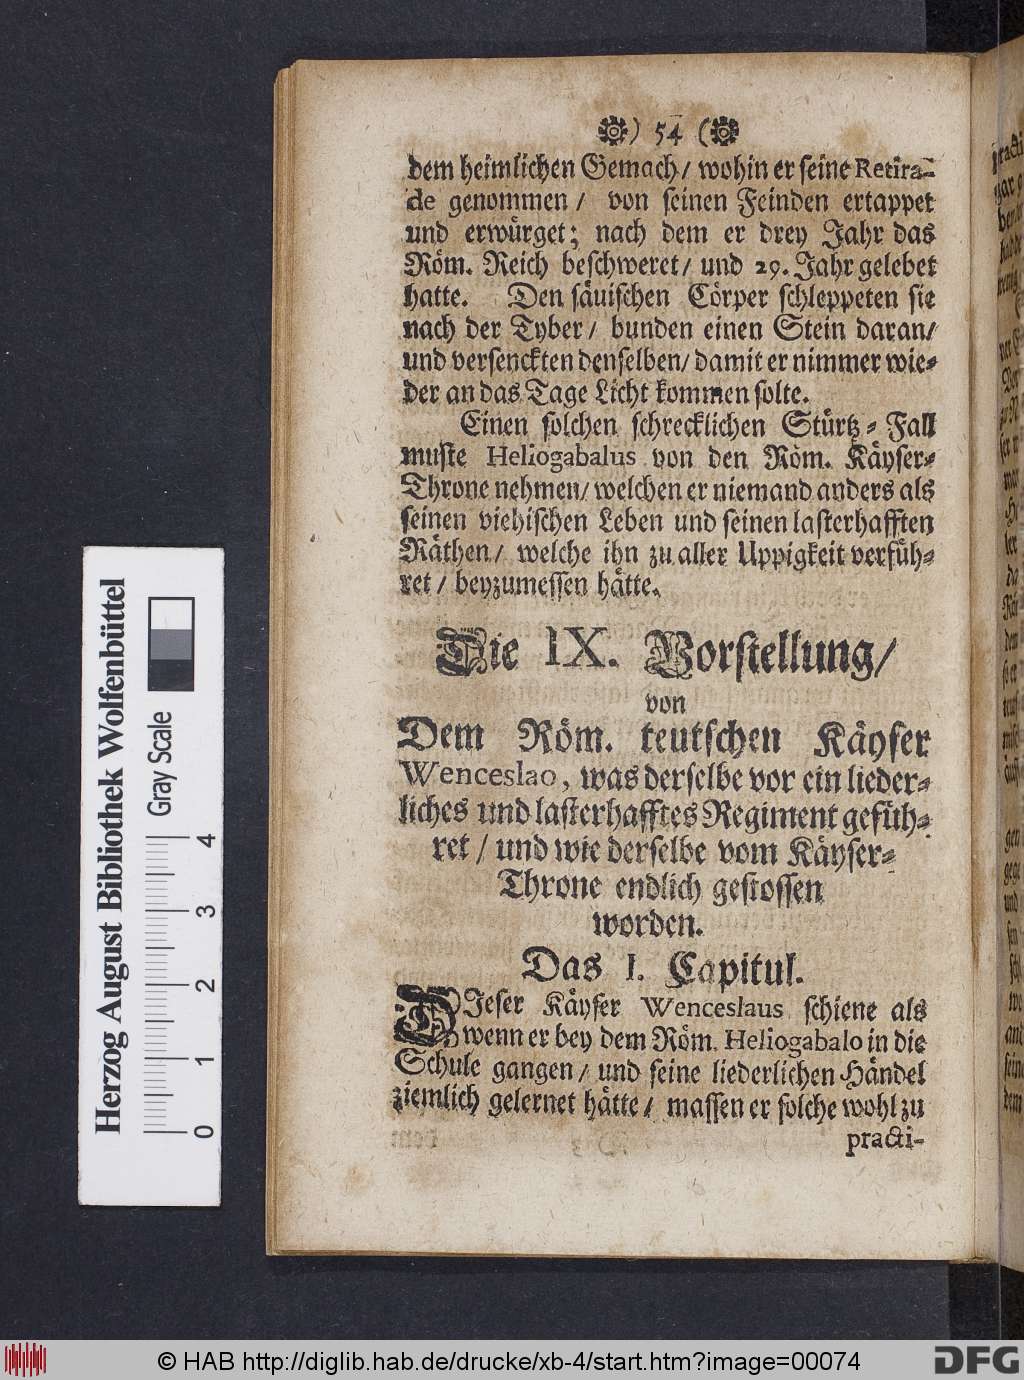 ) 54 (
dem heimlichen Gemach/ wohin er seine Retira-
de genommen/ von seinen Feinden ertappet
und erwürget; nach dem er drey Jahr das
Röm. Reich beschweret/ und 29. Jahr gelebet
hatte. Den säuischen Cörper schleppeten sie
nach der Tyber/ bunden einen Stein daran/
und versenckten denselben/ damit er nimmer wie-
der an das Tage Licht kommen solte.
Einen solchen schrecklichen Stürtz-Fall
muste Heliogabalus von den Röm. Käyser-
Throne nehmen/ welchen er niemand anders als
seinen viehischen Leben und seinen lasterhafften
Räthen/ welche ihn zu aller Uppigkeit verfüh-
ret/ beyzumessen hätte.
Die IX. Vorstellung/
von
Dem Röm. teutschen Käyser
Wenceslao, was derselbe vor ein lieder-
liches und lasterhafftes Regiment gefüh-
ret/ und wie derselbe vom Käyser-
Throne endlich gestossen
worden.
Das I. Capitul.
DIeser Käyser Wenceslaus schiene als
wenn er bey dem Röm. Heliogabalo in die
Schule gangen/ und seine liederlichen Händel
ziemlich gelernet hätte/ massen er solche wohl zu
practi-
Herzog August Bibliothek Wolfenbüttel
Gray Scale
0 1 2 3 4
© HAB http://diglib.hab.de/drucke/xb-4/start.htm?image=00074
DFG